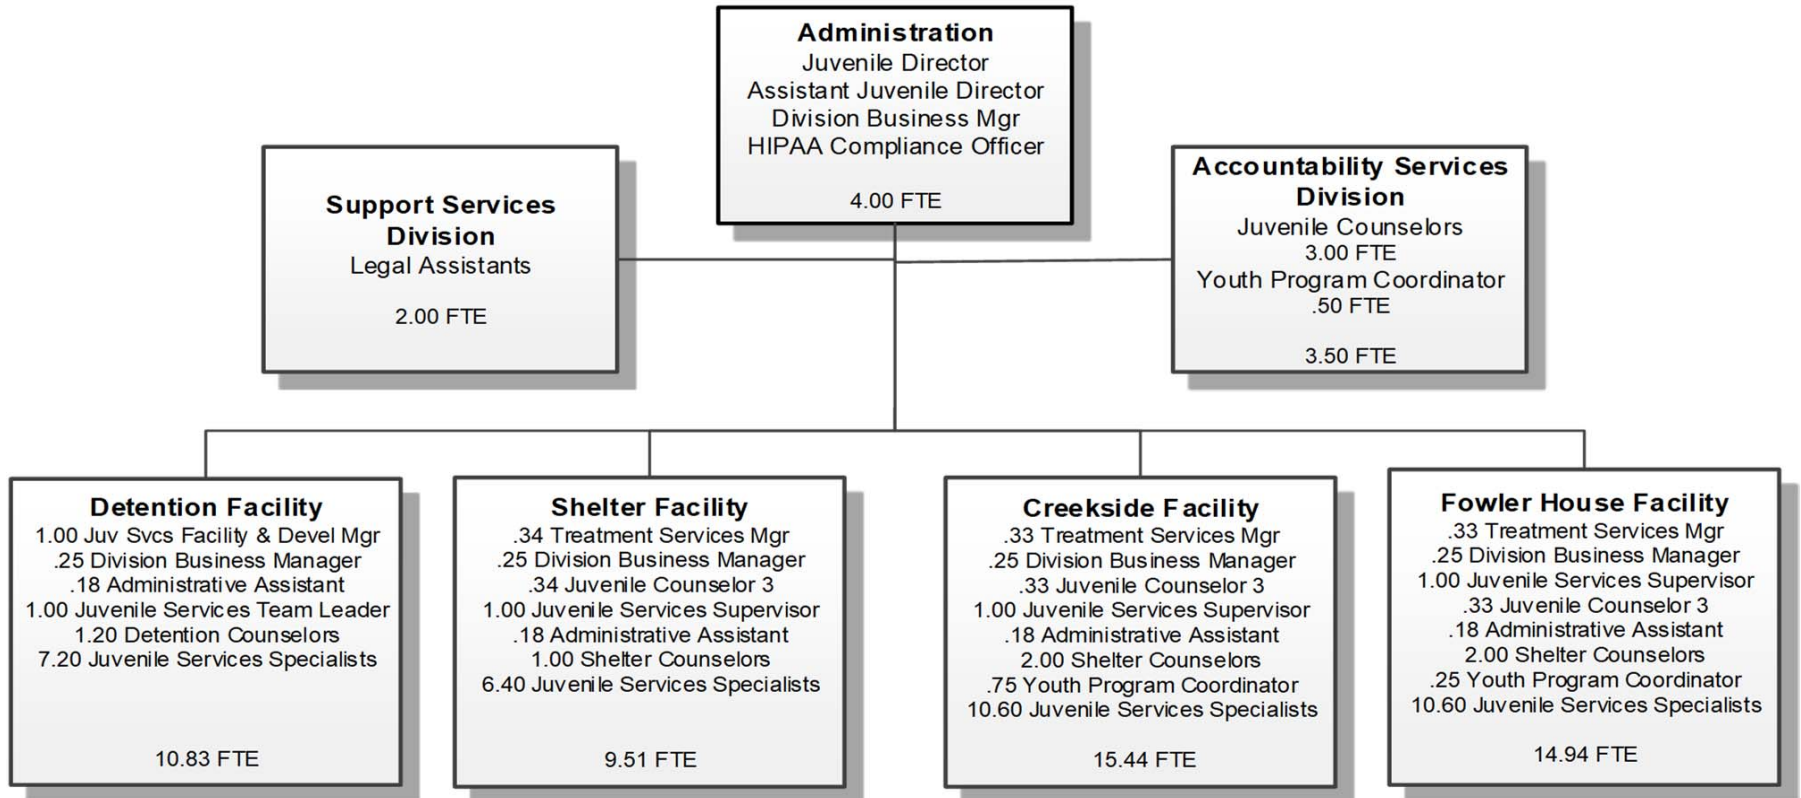 Administration
Juvenile Director
Assistant Juvenile Director
Division Business Mgr
HIPAA Compliance Officer
4.00 FTE
Support Services
Division
Legal Assistants
2.00 FTE
Accountability Services
Division
Juvenile Counselors
3.00 FTE
Youth Program Coordinator
.50 FTE
3.50 FTE
Detention Facility
1.00 Juv Svcs Facility & Devel Mgr
.25 Division Business Manager
.18 Administrative Assistant
1.00 Juvenile Services Team Leader
1.20 Detention Counselors
7.20 Juvenile Services Specialists
10.83 FTE
Shelter Facility
.34 Treatment Services Mgr
.25 Division Business Manager
.34 Juvenile Counselor 3
1.00 Juvenile Services Supervisor
.18 Administrative Assistant
1.00 Shelter Counselors
6.40 Juvenile Services Specialists
9.51 FTE
Creekside Facility
.33 Treatment Services Mgr
.25 Division Business Manager
.33 Juvenile Counselor 3
1.00 Juvenile Services Supervisor
.18 Administrative Assistant
2.00 Shelter Counselors
.75 Youth Program Coordinator
10.60 Juvenile Services Specialists
15.44 FTE
Fowler House Facility
.33 Treatment Services Mgr
.25 Division Business Manager
1.00 Juvenile Services Supervisor
.33 Juvenile Counselor 3
.18 Administrative Assistant
2.00 Shelter Counselors
.25 Youth Program Coordinator
10.60 Juvenile Services Specialists
14.94 FTE